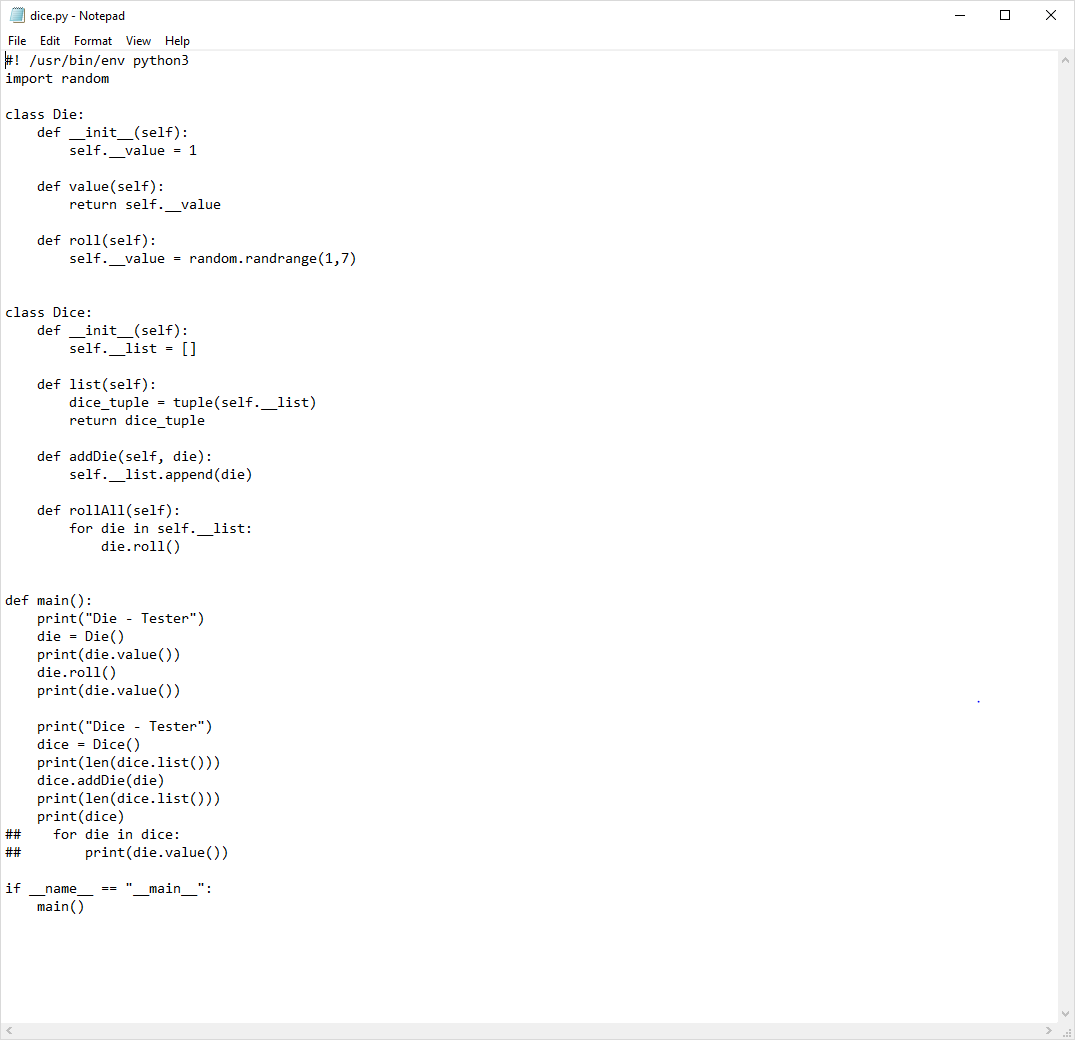 dice.py - Notepad
File Edit Format View Help
#! /usr/bin/env python3
import random

class Die:
    def __init__(self):
        self.__value = 1

    def value(self):
        return self.__value

    def roll(self):
        self.__value = random.randrange(1,7)


class Dice:
    def __init__(self):
        self.__list = []

    def list(self):
        dice_tuple = tuple(self.__list)
        return dice_tuple

    def addDie(self, die):
        self.__list.append(die)

    def rollAll(self):
        for die in self.__list:
            die.roll()


def main():
    print("Die - Tester")
    die = Die()
    print(die.value())
    die.roll()
    print(die.value())

    print("Dice - Tester")
    dice = Dice()
    print(len(dice.list()))
    dice.addDie(die)
    print(len(dice.list()))
    print(dice)
##    for die in dice:
##        print(die.value())

if __name__ == "__main__":
    main()